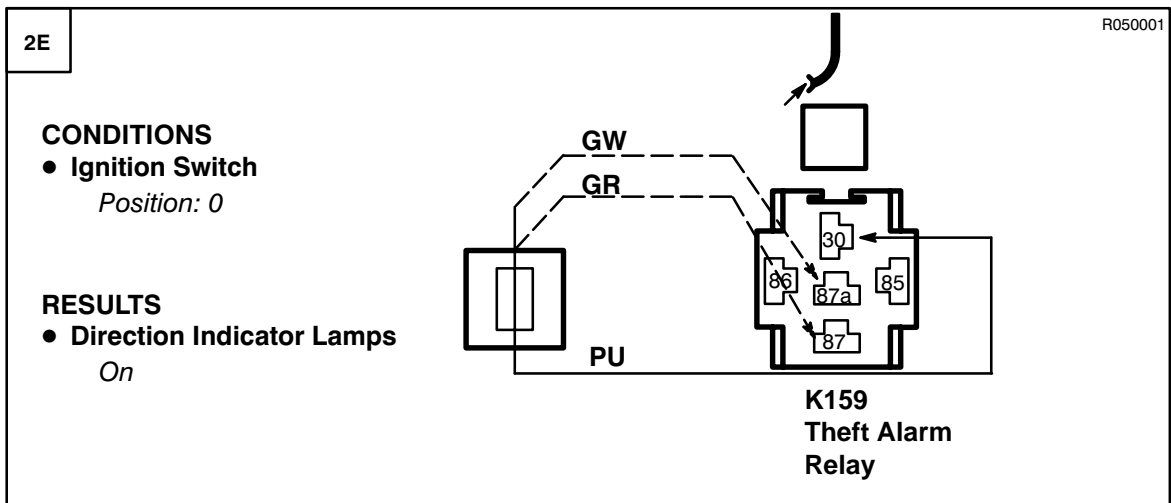 2E
R050001
CONDITIONS
● Ignition Switch
Position: 0
RESULTS
● Direction Indicator Lamps
On
GW
GR
PU
30
86
87a
85
87
K159
Theft Alarm
Relay